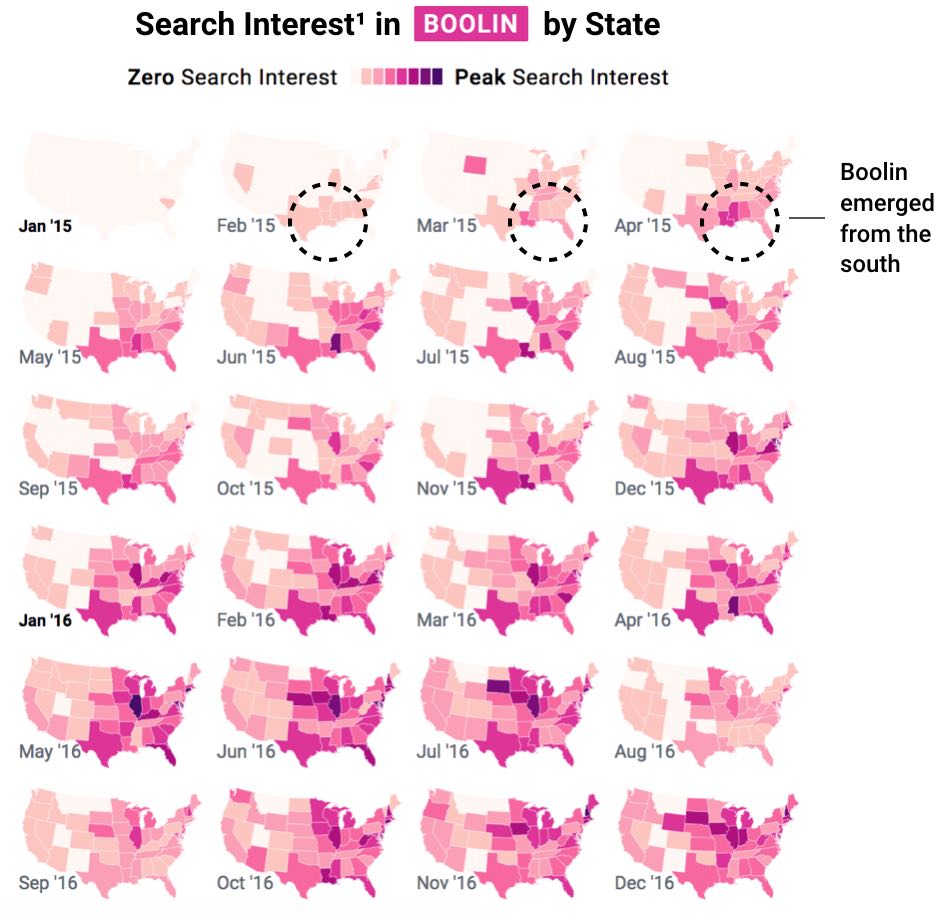 Search Interest¹ in BOOLIN by State
Zero Search Interest Peak Search Interest
Jan '15
Feb '15
Mar '15
Apr '15
Boolin
emerged
from the
south
May '15
Jun '15
Jul '15
Aug '15
Sep '15
Oct '15
Nov '15
Dec '15
Jan '16
Feb '16
Mar '16
Apr '16
May '16
Jun '16
Jul '16
Aug '16
Sep '16
Oct '16
Nov '16
Dec '16